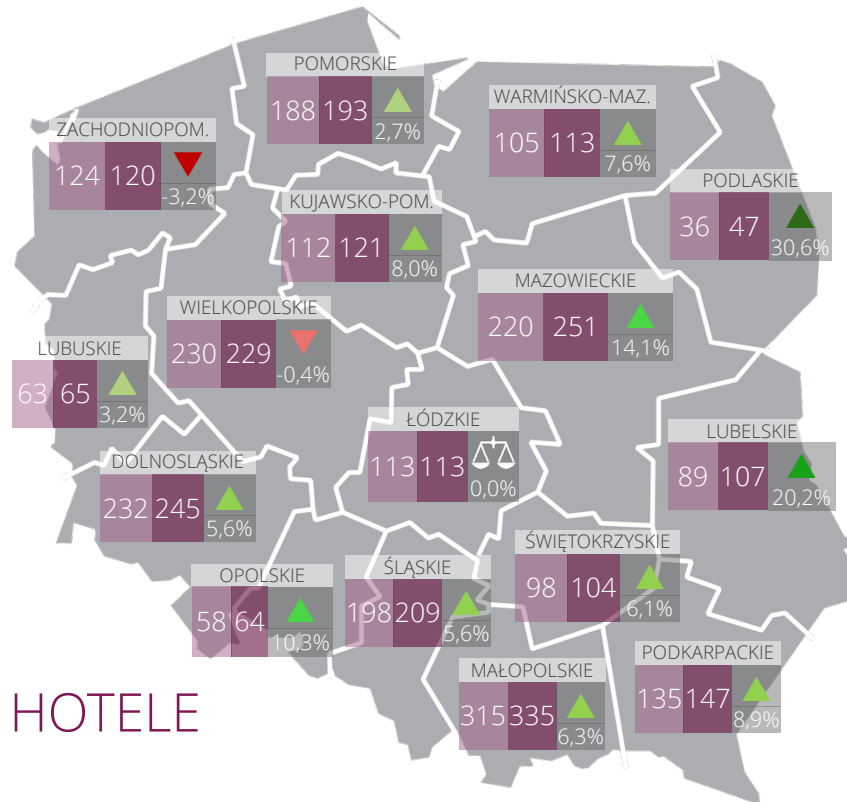 POMORSKIE
188 193 2,7%
WARMIŃSKO-MAZ.
105 113 7,6%
ZACHODNIOPOM.
124 120 -3,2%
PODLASKIE
36 47 30,6%
KUJAWSKO-POM.
112 121 8,0%
MAZOWIECKIE
220 251 14,1%
WIELKOPOLSKIE
230 229 -0,4%
LUBUSKIE
63 65 3,2%
ŁÓDZKIE
113 113 0,0%
LUBELSKIE
89 107 20,2%
DOLNOSLĄSKIE
232 245 5,6%
ŚWIĘTOKRZYSKIE
98 104 6,1%
ŚLĄSKIE
198 209 5,6%
OPOLSKIE
58 64 10,3%
PODKARPACKIE
135 147 8,9%
MAŁOPOLSKIE
315 335 6,3%
HOTELE